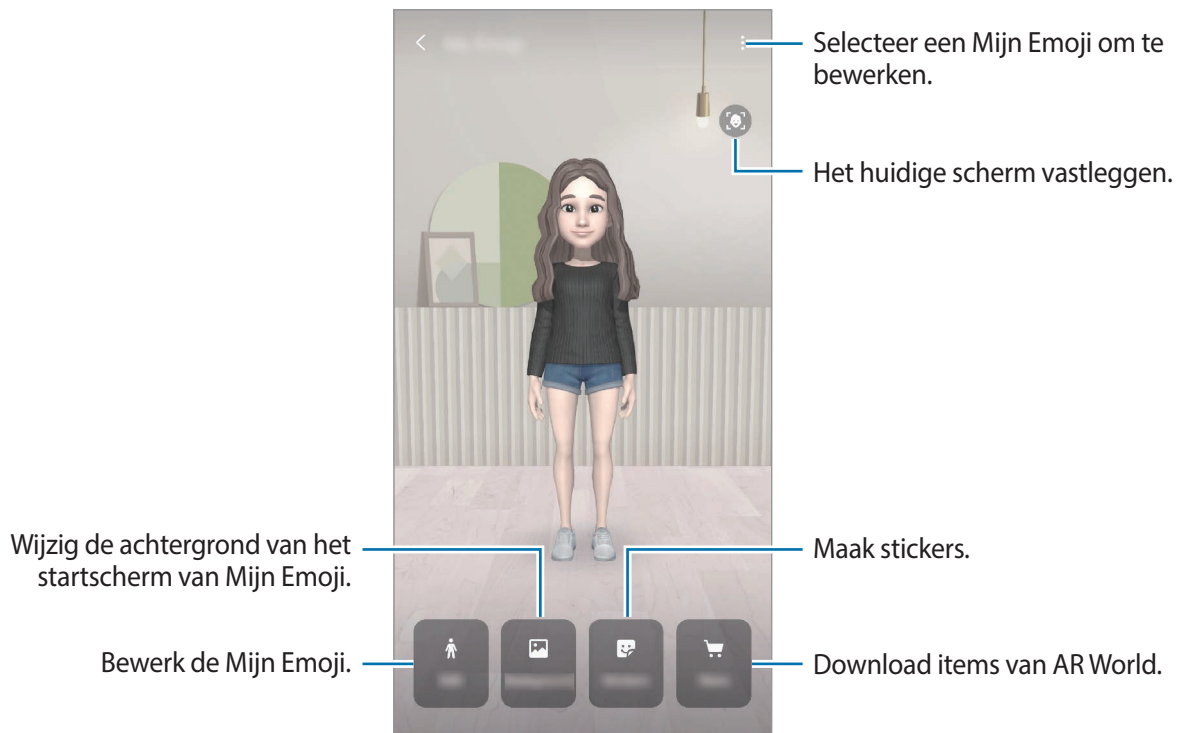 Selecteer een Mijn Emoji om te
bewerken.
Het huidige scherm vastleggen.
Wijzig de achtergrond van het
startscherm van Mijn Emoji.
Maak stickers.
Bewerk de Mijn Emoji.
Download items van AR World.